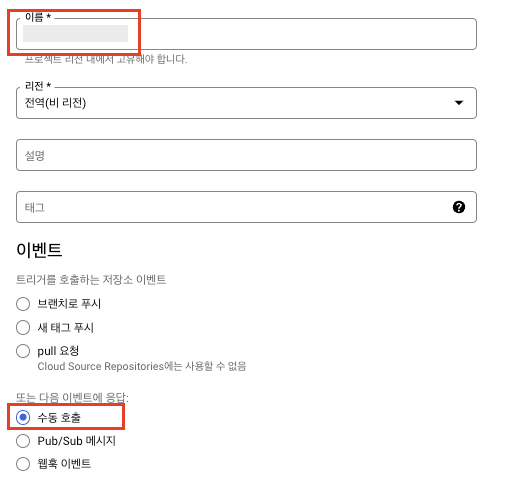 이름 *
프로젝트 리전 내에서 고유해야 합니다.
리전 *
전역(비 리전)
설명
태그
이벤트
트리거를 호출하는 저장소 이벤트
브랜치로 푸시
새 태그 푸시
pull 요청
Cloud Source Repositories에는 사용할 수 없음
또는 다음 이벤트에 응답:
수동 호출
Pub/Sub 메시지
웹훅 이벤트